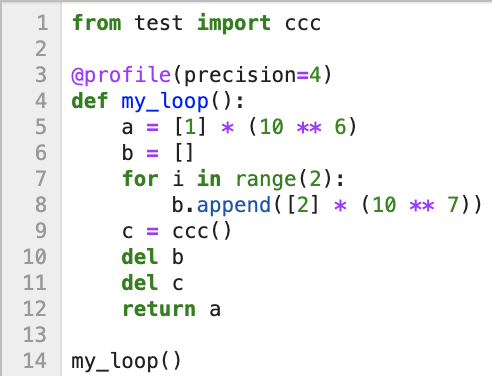 1 from test import ccc
2
3 @profile(precision=4)
4 def my_loop():
5     a = [1] * (10 ** 6)
6     b = []
7     for i in range(2):
8         b.append([2] * (10 ** 7))
9     c = ccc()
10     del b
11     del c
12     return a
13
14 my_loop()